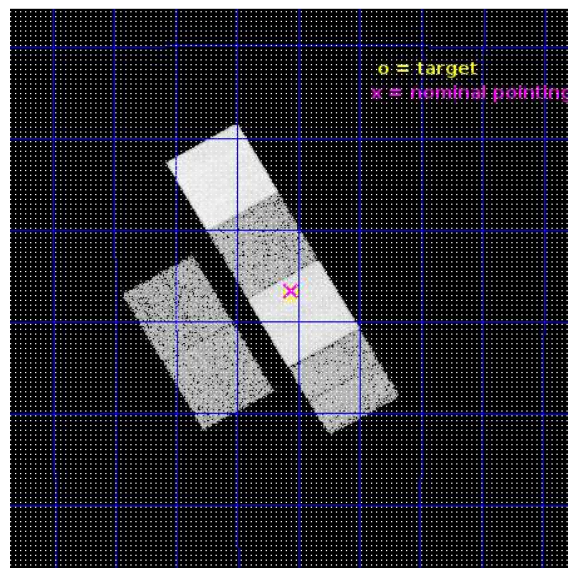 o = target
x = nominal pointing